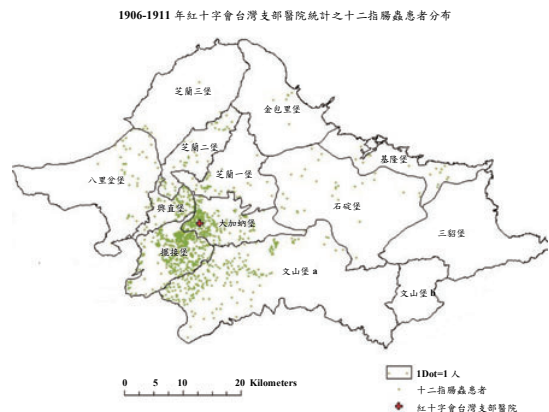 1906-1911 年紅十字會台灣支部醫院統計之十二指腸蟲患者分布
芝蘭三堡
金包里堡
芝蘭二堡
基隆堡
八里坌堡
芝蘭一堡
興直堡
石碇堡
大加蚋堡
三貂堡
擺接堡
文山堡 a
文山堡 b
1Dot=1 人
0 5 10 20 Kilometers
十二指腸蟲患者
紅十字會台灣支部醫院